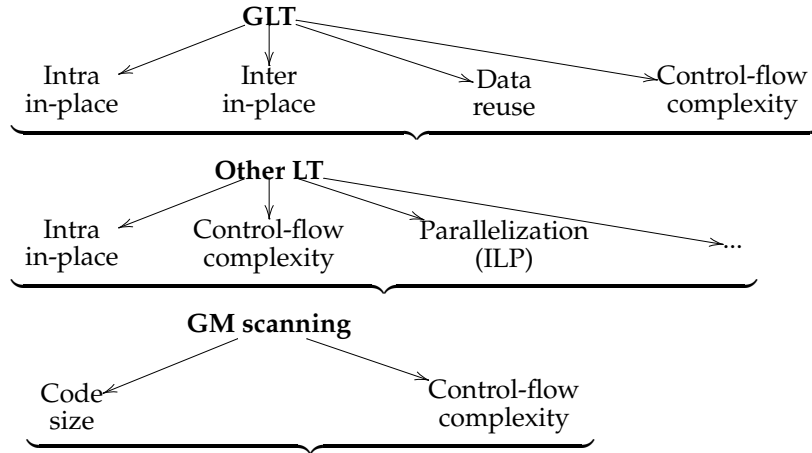 GLT
Intra Inter Data Control-flow
in-place in-place reuse complexity
Other LT
Intra Control-flow Parallelization ...
in-place complexity (ILP)
GM scanning
Code Control-flow
size complexity